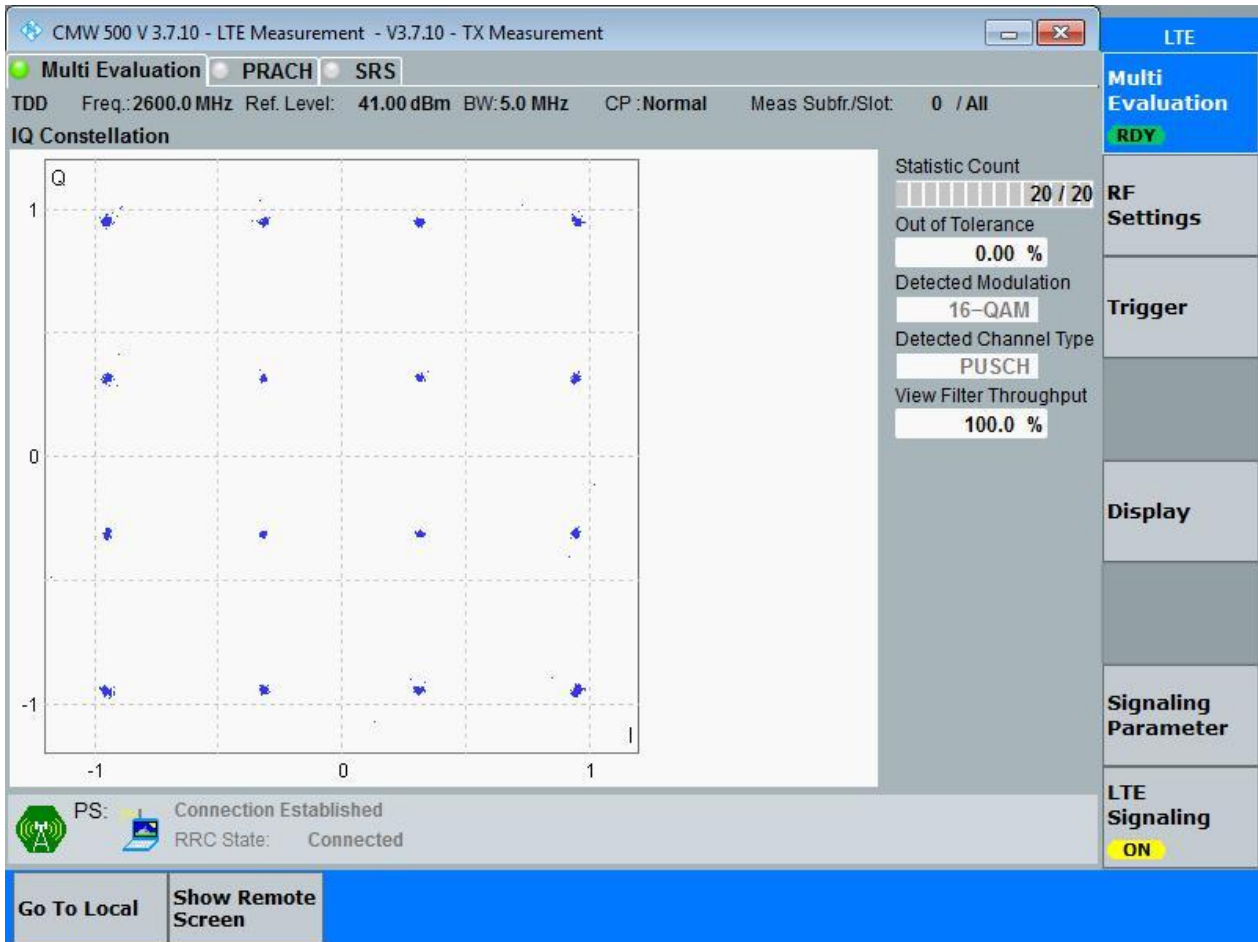 CMW 500 V 3.7.10 - LTE Measurement - V3.7.10 - TX Measurement
LTE
Multi Evaluation PRACH SRS
TDD Freq.: 2600.0 MHz Ref. Level: 41.00 dBm BW: 5.0 MHz CP : Normal Meas Subfr./Slot: 0 / All
IQ Constellation
Q
1
0
-1
-1 0 1
I
Statistic Count
20 / 20
Out of Tolerance
0.00 %
Detected Modulation
16-QAM
Detected Channel Type
PUSCH
View Filter Throughput
100.0 %
Multi
Evaluation
RDY
RF
Settings
Trigger
Display
Signaling
Parameter
LTE
Signaling
ON
PS: Connection Established
RRC State: Connected
Go To Local
Show Remote
Screen